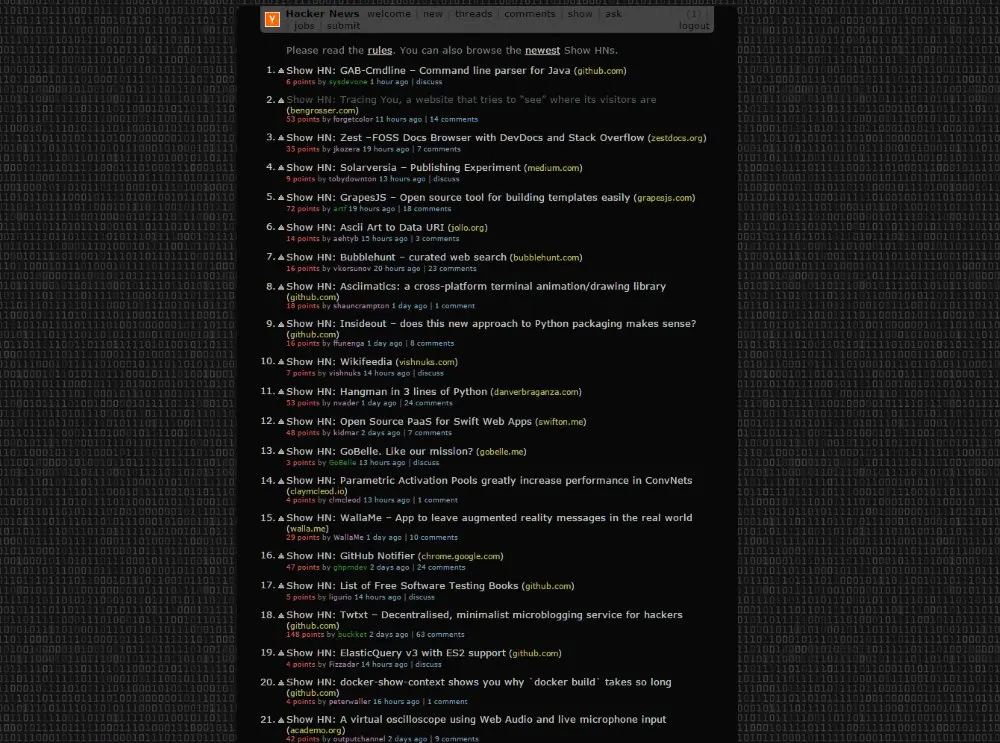 Y
Hacker News welcome | new | threads | comments | show | ask (1) |
| jobs | submit logout
Please read the rules. You can also browse the newest Show HNs.
1. Show HN: GAB-Cmdline – Command line parser for Java (github.com)
6 points by sysdevone 1 hour ago | discuss
2. Show HN: Tracing You, a website that tries to "see" where its visitors are
(bengrosser.com)
53 points by forgetcolor 11 hours ago | 14 comments
3. Show HN: Zest –FOSS Docs Browser with DevDocs and Stack Overflow (zestdocs.org)
35 points by jkozera 19 hours ago | 7 comments
4. Show HN: Solarversia – Publishing Experiment (medium.com)
9 points by tobydownton 13 hours ago | discuss
5. Show HN: GrapesJS – Open source tool for building templates easily (grapesjs.com)
72 points by artf 19 hours ago | 18 comments
6. Show HN: Ascii Art to Data URI (jollo.org)
14 points by aehtyb 15 hours ago | 3 comments
7. Show HN: Bubblehunt – curated web search (bubblehunt.com)
16 points by vkorsunov 20 hours ago | 23 comments
8. Show HN: Asciimatics: a cross-platform terminal animation/drawing library
(github.com)
18 points by shauncrampton 1 day ago | 1 comment
9. Show HN: Insideout – does this new approach to Python packaging makes sense?
(github.com)
16 points by ffunenga 1 day ago | 8 comments
10. Show HN: Wikifeedia (vishnuks.com)
7 points by vishnuks 14 hours ago | discuss
11. Show HN: Hangman in 3 lines of Python (danverbraganza.com)
53 points by nvader 1 day ago | 24 comments
12. Show HN: Open Source PaaS for Swift Web Apps (swifton.me)
48 points by kidmar 2 days ago | 7 comments
13. Show HN: GoBelle. Like our mission? (gobelle.me)
3 points by GoBelle 13 hours ago | discuss
14. Show HN: Parametric Activation Pools greatly increase performance in ConvNets
(claymcleod.io)
4 points by clmcleod 13 hours ago | 1 comment
15. Show HN: WallaMe – App to leave augmented reality messages in the real world
(walla.me)
29 points by WallaMe 1 day ago | 10 comments
16. Show HN: GitHub Notifier (chrome.google.com)
47 points by ghprndev 2 days ago | 24 comments
17. Show HN: List of Free Software Testing Books (github.com)
5 points by ligurio 14 hours ago | discuss
18. Show HN: Twtxt – Decentralised, minimalist microblogging service for hackers
(github.com)
148 points by buckket 2 days ago | 63 comments
19. Show HN: ElasticQuery v3 with ES2 support (github.com)
4 points by Fizzadar 14 hours ago | discuss
20. Show HN: docker-show-context shows you why `docker build` takes so long
(github.com)
4 points by peterwaller 16 hours ago | 1 comment
21. Show HN: A virtual oscilloscope using Web Audio and live microphone input
(academo.org)
42 points by outputchannel 2 days ago | 9 comments